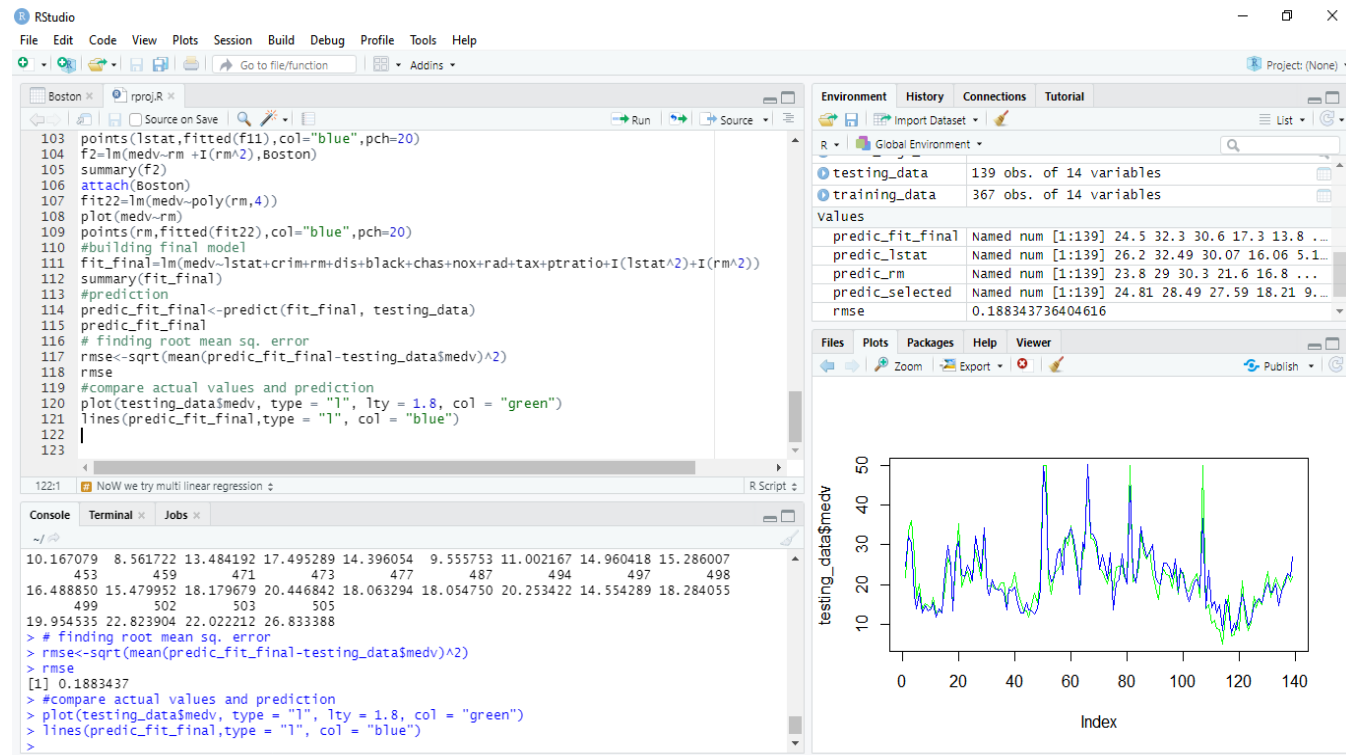 RStudio
File Edit Code View Plots Session Build Debug Profile Tools Help
Go to file/function Addins Project: (None)
Boston rproj.R
Source on Save Run Source
103 points(lstat,fitted(f11),col="blue",pch=20)
104 f2=lm(medv~rm +I(rm^2),Boston)
105 summary(f2)
106 attach(Boston)
107 fit22=lm(medv~poly(rm,4))
108 plot(medv~rm)
109 points(rm,fitted(fit22),col="blue",pch=20)
110 #building final model
111 fit_final=lm(medv~lstat+crim+rm+dis+black+chas+nox+rad+tax+ptratio+I(lstat^2)+I(rm^2))
112 summary(fit_final)
113 #prediction
114 predic_fit_final<-predict(fit_final, testing_data)
115 predic_fit_final
116 # finding root mean sq. error
117 rmse<-sqrt(mean(predic_fit_final-testing_data$medv)^2)
118 rmse
119 #compare actual values and prediction
120 plot(testing_data$medv, type = "l", lty = 1.8, col = "green")
121 lines(predic_fit_final,type = "l", col = "blue")
122
123
122:1 # NoW we try multi linear regression R Script
Console Terminal Jobs
~/
10.167079 8.561722 13.484192 17.495289 14.596054 9.555753 11.002167 14.960418 15.286007
453 459 471 473 477 487 494 497 498
16.488850 15.479952 18.179679 20.446842 18.063294 18.054750 20.253422 14.554289 18.284055
499 502 503 505
19.954535 22.823904 22.022212 26.833388
> # finding root mean sq. error
> rmse<-sqrt(mean(predic_fit_final-testing_data$medv)^2)
> rmse
[1] 0.1883437
> #compare actual values and prediction
> plot(testing_data$medv, type = "l", lty = 1.8, col = "green")
> lines(predic_fit_final,type = "l", col = "blue")
>
Environment History Connections Tutorial
Import Dataset List
R Global Environment
testing_data 139 obs. of 14 variables
training_data 367 obs. of 14 variables
Values
predic_fit_final Named num [1:139] 24.5 32.3 30.6 17.3 13.8 ...
predic_lstat Named num [1:139] 26.2 32.49 30.07 16.06 5.1...
predic_rm Named num [1:139] 23.8 29 30.3 21.6 16.8 ...
predic_selected Named num [1:139] 24.81 28.49 27.59 18.21 9...
rmse 0.188343736404616
Files Plots Packages Help Viewer
Zoom Export Publish
testing_data$medv
50
40
30
20
10
0 20 40 60 80 100 120 140
Index